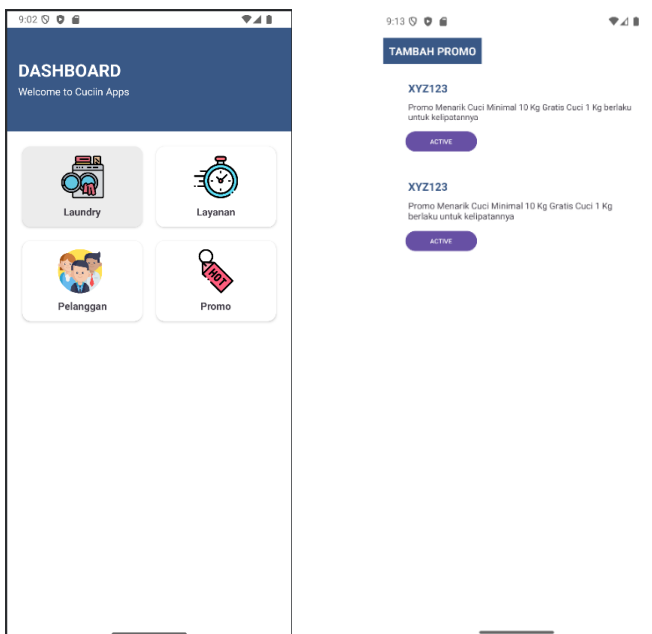 9:02
DASHBOARD
Welcome to Cuciin Apps
Laundry
Layanan
Pelanggan
HOT
Promo
9:13
TAMBAH PROMO
XYZ123
Promo Menarik Cuci Minimal 10 Kg Gratis Cuci 1 Kg berlaku
untuk kelipatannya
ACTIVE
XYZ123
Promo Menarik Cuci Minimal 10 Kg Gratis Cuci 1 Kg
berlaku untuk kelipatannya
ACTIVE